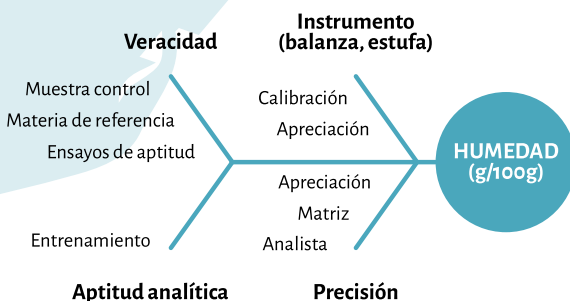 Veracidad
Instrumento
(balanza, estufa)
Muestra control
Materia de referencia
Ensayos de aptitud
Calibración
Apreciación
HUMEDAD
(g/100g)
Apreciación
Matriz
Analista
Entrenamiento
Aptitud analítica
Precisión